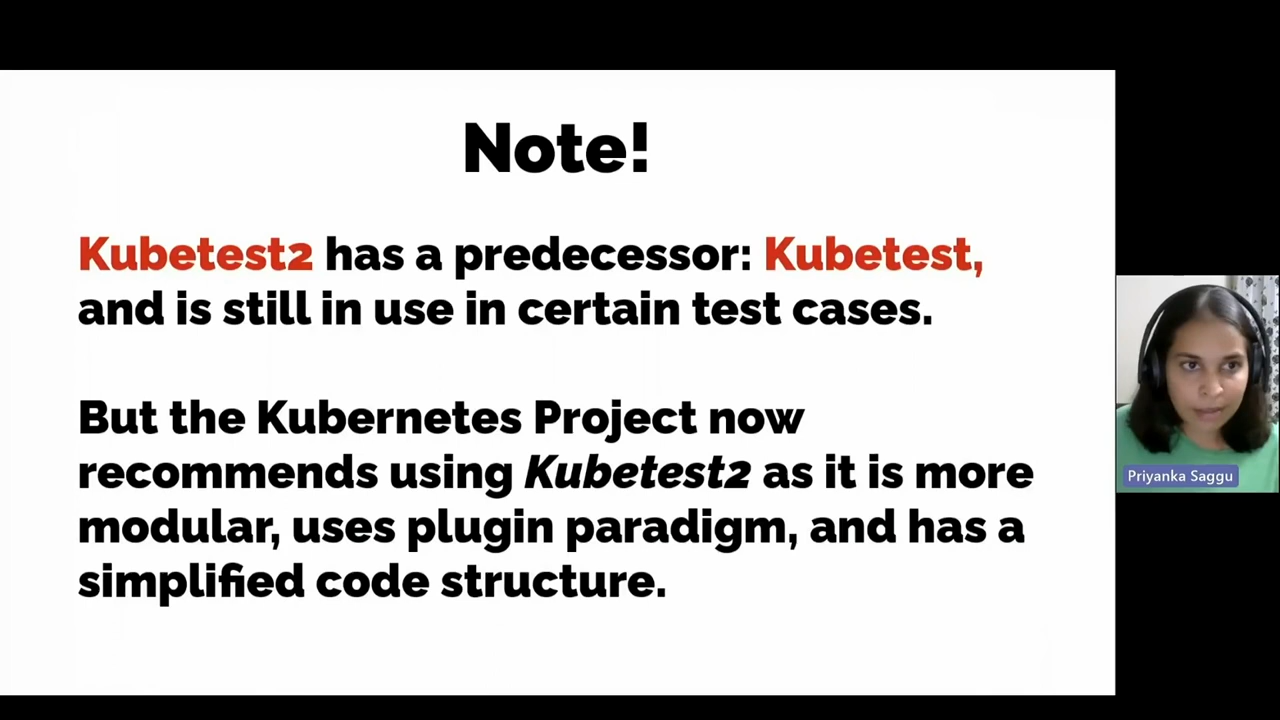 Note!
Kubetest2 has a predecessor: Kubetest,
and is still in use in certain test cases.
But the Kubernetes Project now
recommends using Kubetest2 as it is more
modular, uses plugin paradigm, and has a
simplified code structure.
Priyanka Saggu